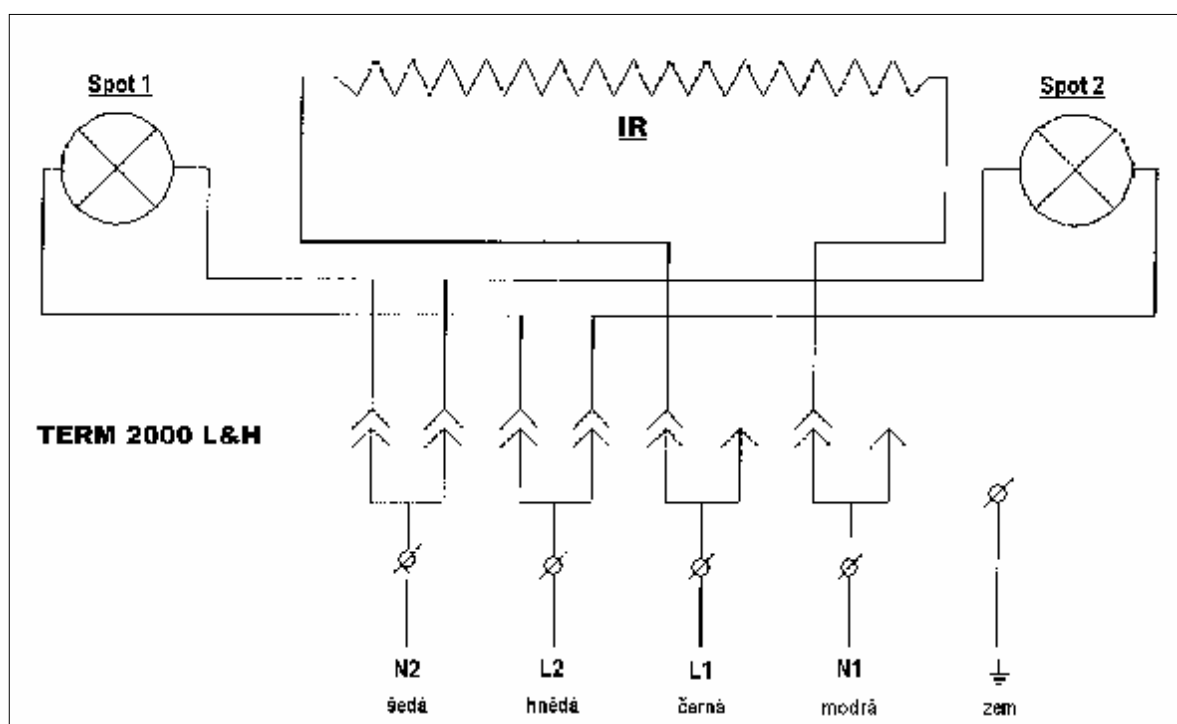 Spot 1
Spot 2
IR
TERM 2000 L&H
N2
L2
L1
N1
šedá
hnědá
černá
modrá
zem